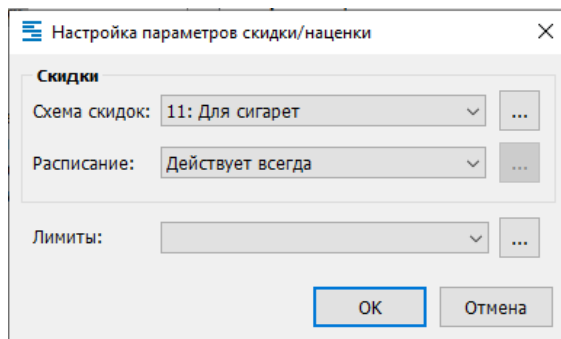 Настройка параметров скидки/наценки
Скидки
Схема скидок: 11: Для сигарет ...
Расписание: Действует всегда ...
Лимиты: ...
OK Отмена